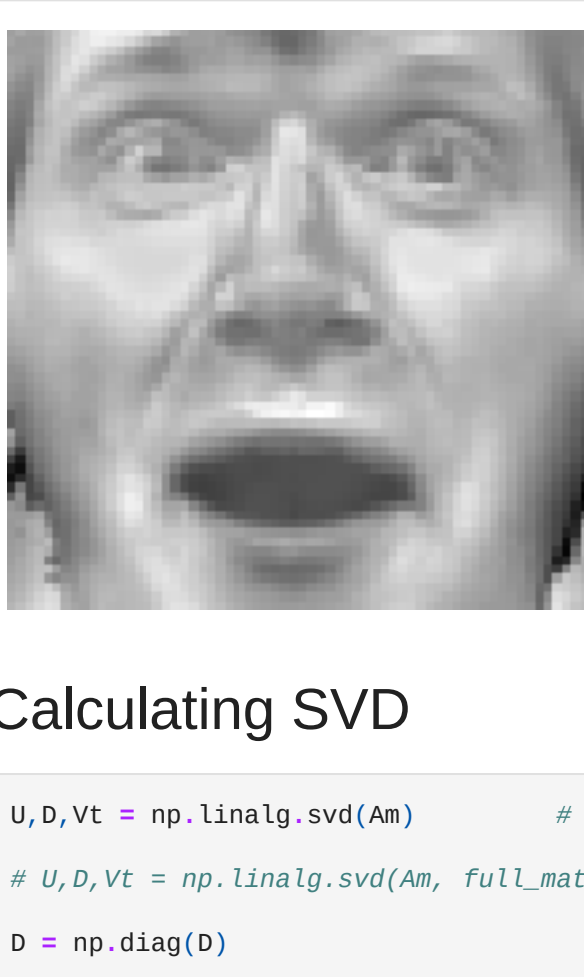 Calculating SVD
U,D,Vt = np.linalg.svd(Am) #
# U,D,Vt = np.linalg.svd(Am, full_mat
D = np.diag(D)